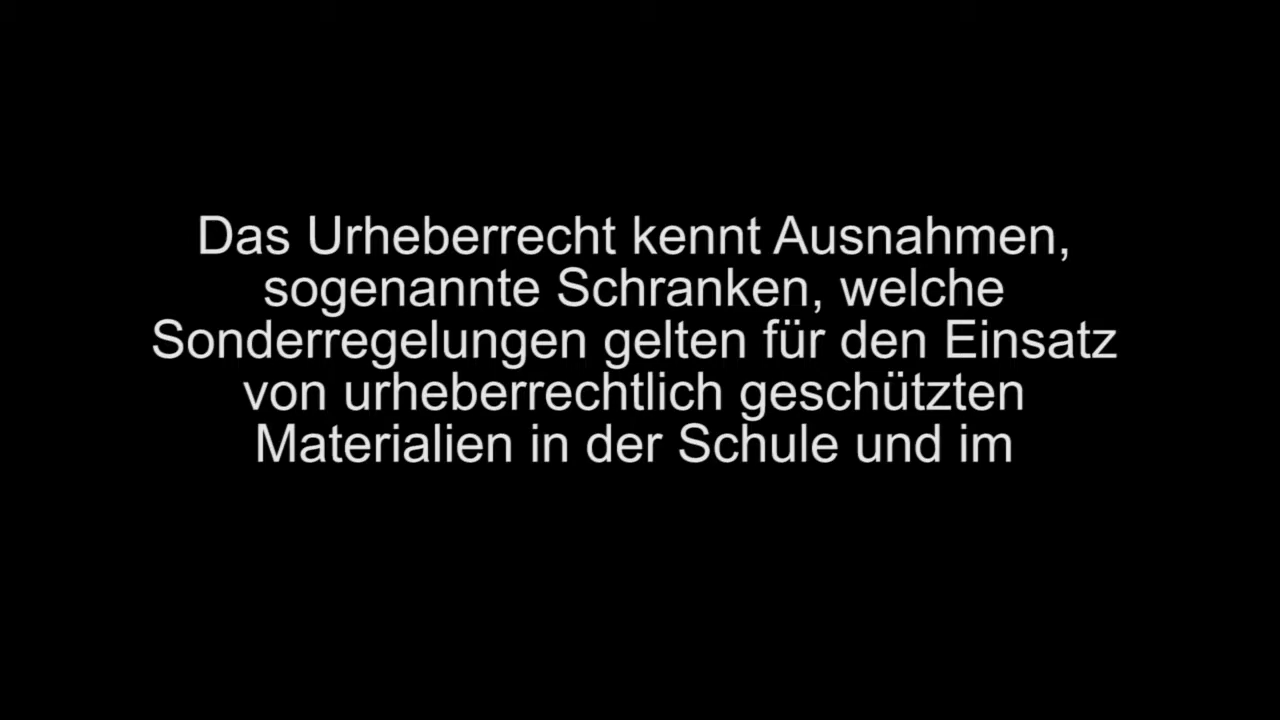 Das Urheberrecht kennt Ausnahmen,
sogenannte Schranken, welche
Sonderregelungen gelten für den Einsatz
von urheberrechtlich geschützten
Materialien in der Schule und im